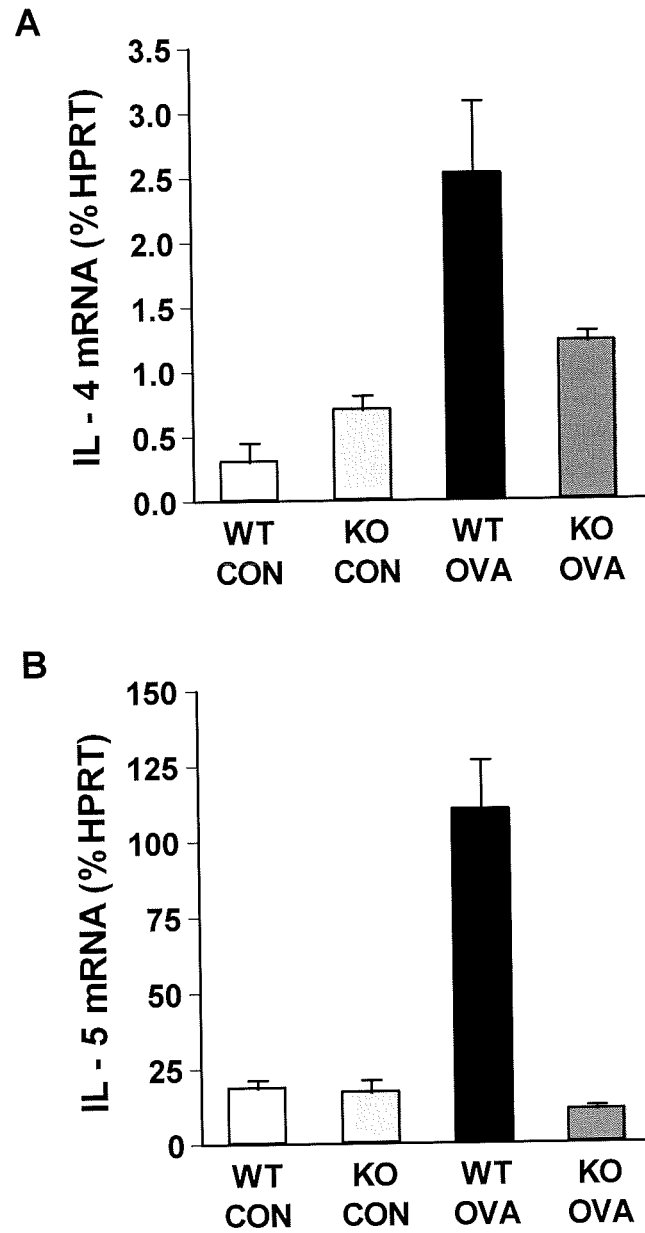 A
IL - 4 mRNA (% HPRT)
3.5
3.0
2.5
2.0
1.5
1.0
0.5
0.0
WT KO WT KO
CON CON OVA OVA
B
IL - 5 mRNA (% HPRT)
150
125
100
75
50
25
0
WT KO WT KO
CON CON OVA OVA